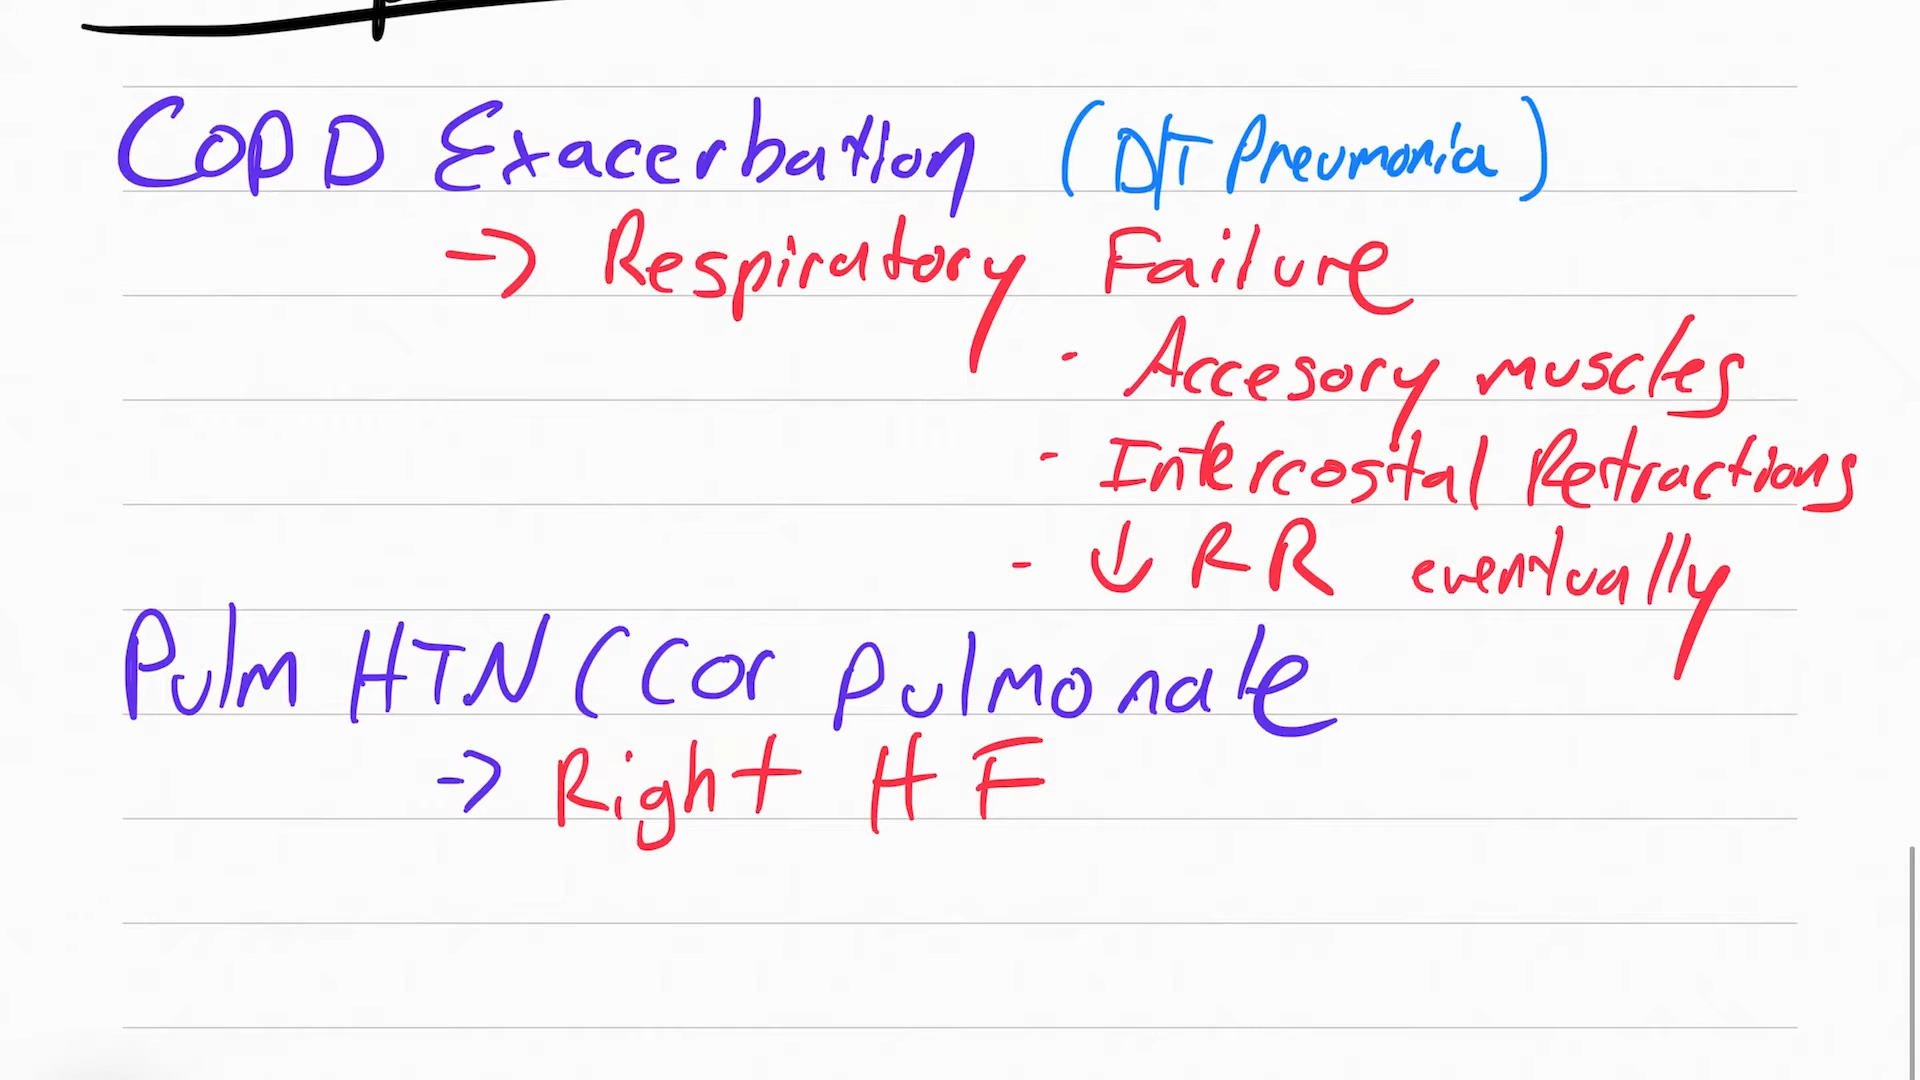 COPD Exacerbation (D/T Pneumonia)
-> Respiratory Failure
- Accesory muscles
- Intercostal Retractions
- ↓ RR eventually
Pulm HTN (Cor pulmonale
-> Right HF